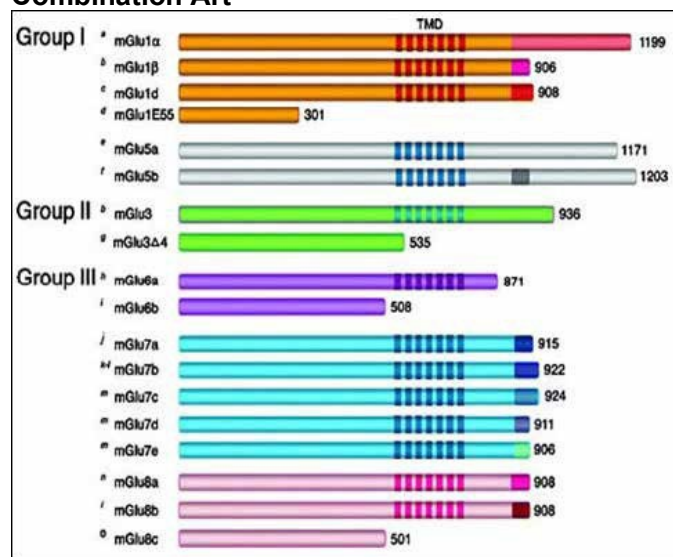 Combination Art
TMD
Group I a mGlu1α 1199
b mGlu1β 906
c mGlu1d 908
d mGlu1E55 301
e mGlu5a 1171
f mGlu5b 1203
Group II b mGlu3 936
g mGlu3Δ4 535
Group III h mGlu6a 871
i mGlu6b 508
j mGlu7a 915
k-l mGlu7b 922
m mGlu7c 924
m mGlu7d 911
m mGlu7e 906
n mGlu8a 908
i mGlu8b 908
o mGlu8c 501